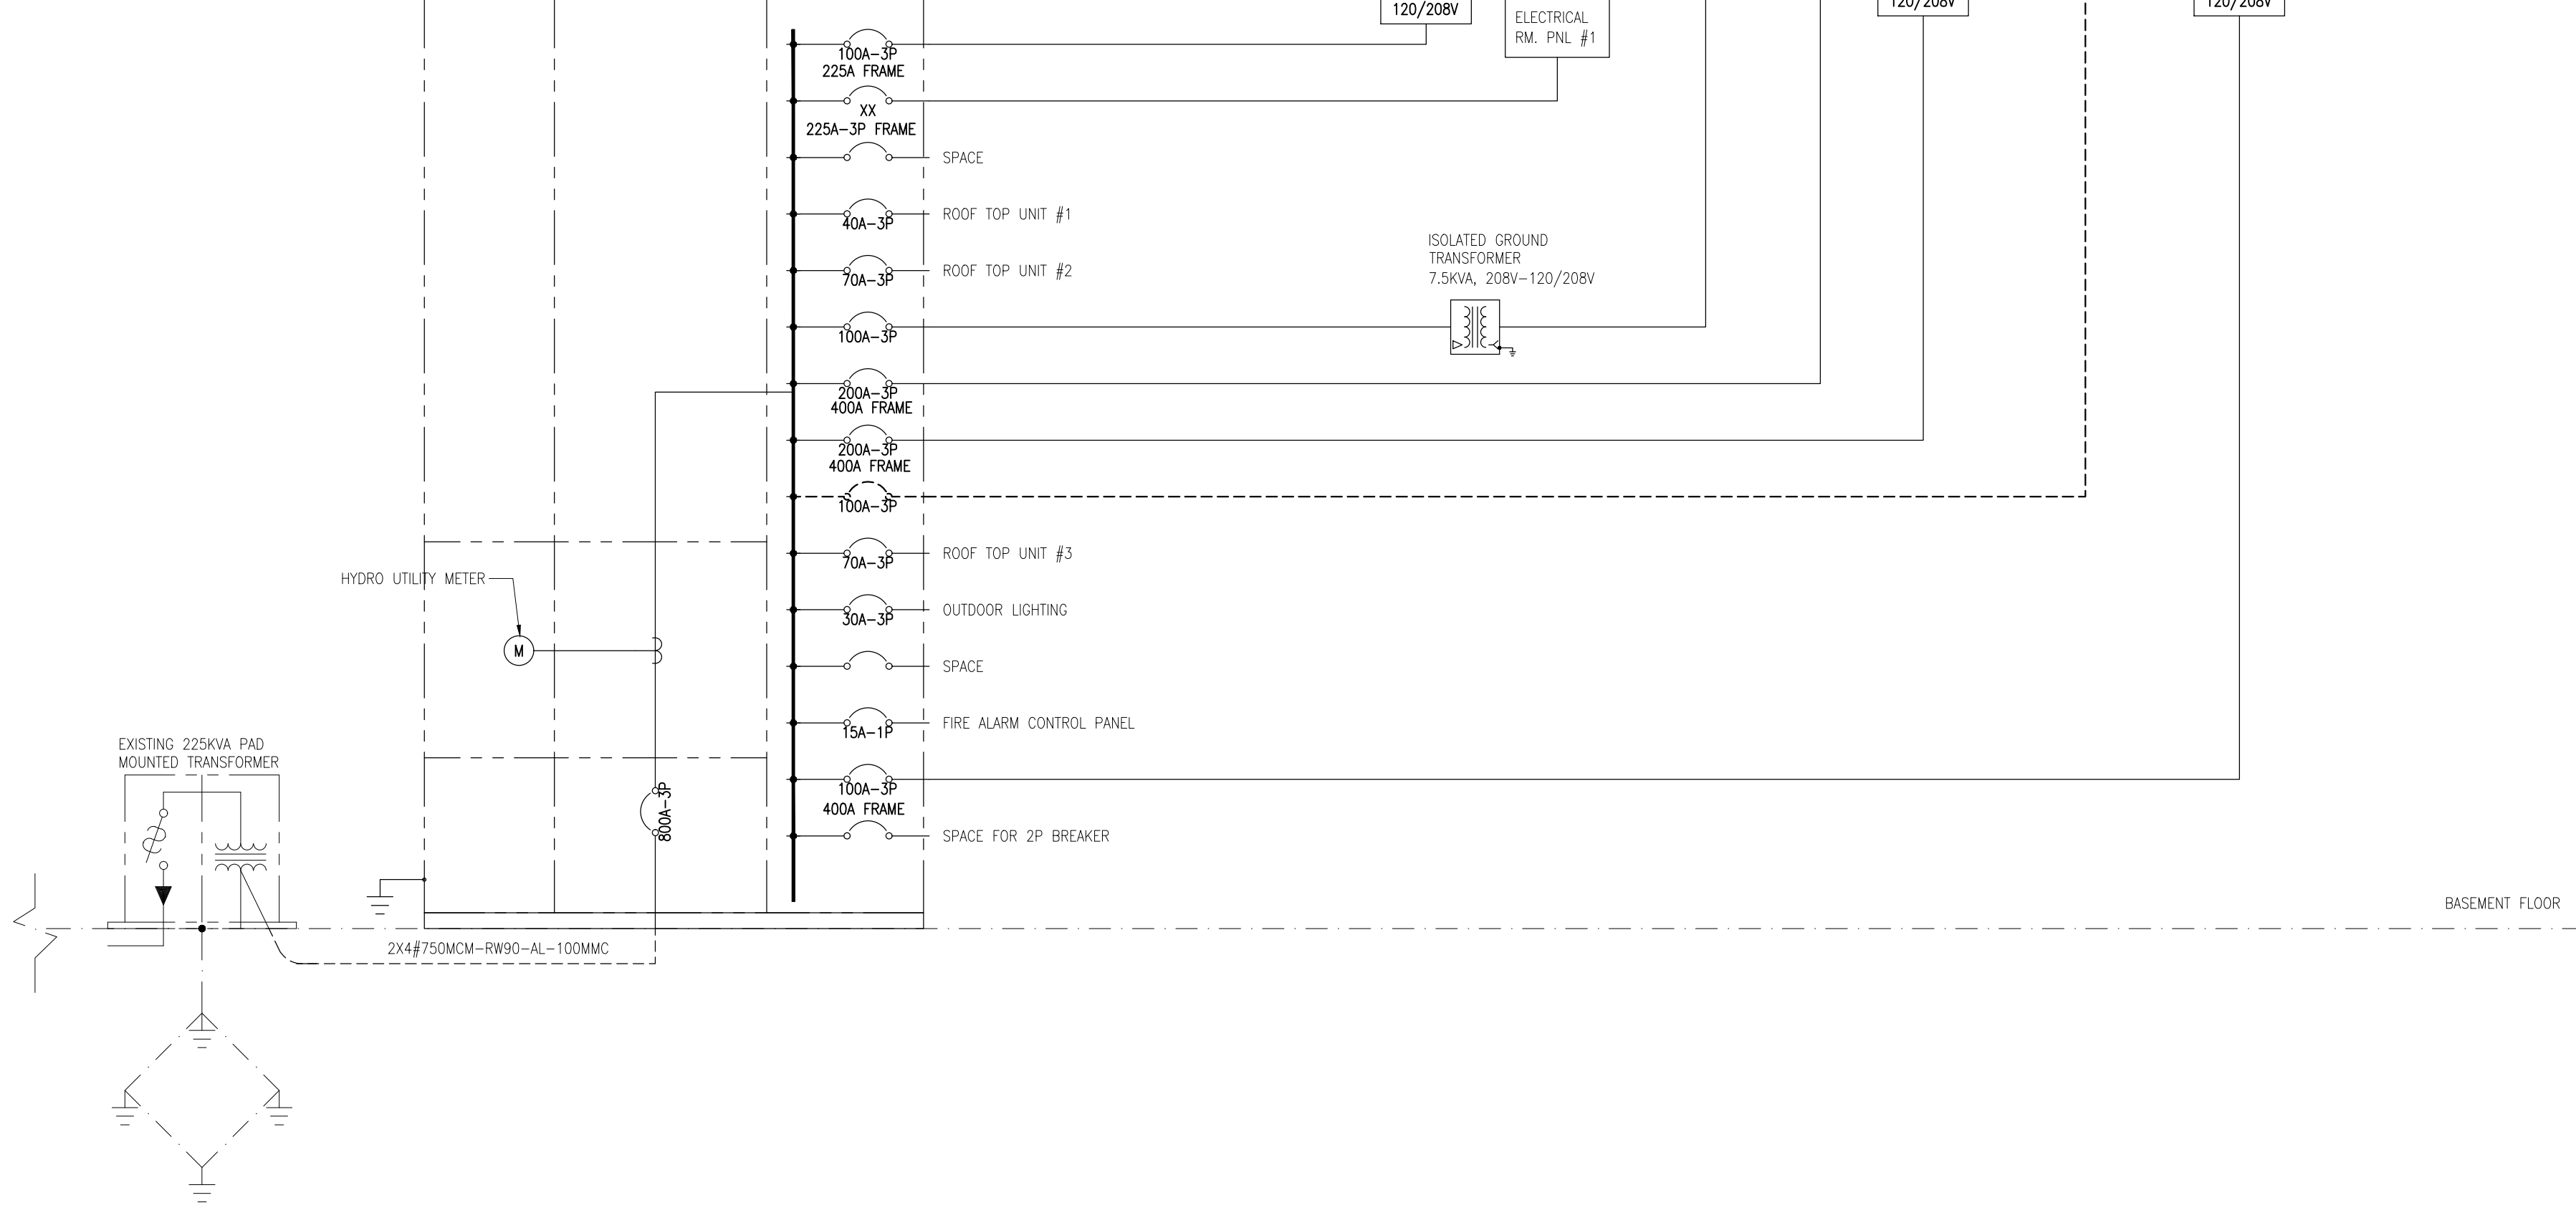 120/208V
120/208V
120/208V
ELECTRICAL
RM. PNL #1
100A-3P
225A FRAME
XX
225A-3P FRAME
SPACE
40A-3P
ROOF TOP UNIT #1
70A-3P
ROOF TOP UNIT #2
ISOLATED GROUND
TRANSFORMER
7.5KVA, 208V-120/208V
100A-3P
200A-3P
400A FRAME
200A-3P
400A FRAME
100A-3P
70A-3P
ROOF TOP UNIT #3
HYDRO UTILITY METER
30A-3P
OUTDOOR LIGHTING
M
SPACE
15A-1P
FIRE ALARM CONTROL PANEL
EXISTING 225KVA PAD
MOUNTED TRANSFORMER
800A-3P
100A-3P
400A FRAME
SPACE FOR 2P BREAKER
BASEMENT FLOOR
2X4#750MCM-RW90-AL-100MMC